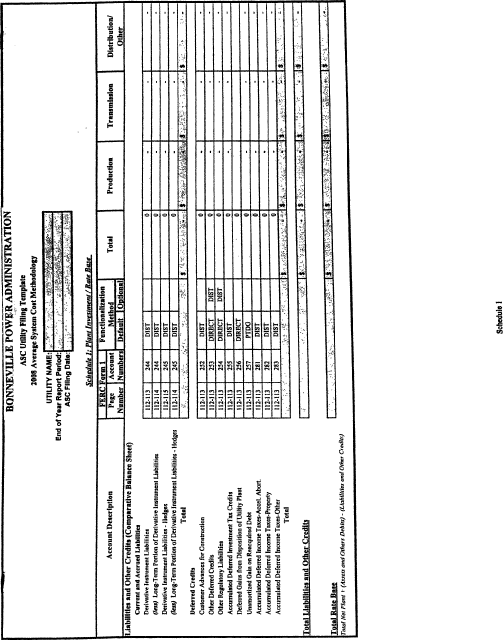 BONNEVILLE POWER ADMINISTRATION
ASC Utility Filing Template
2008 Average System Cost Methodology
UTILITY NAME:
End of Year Report Period:
ASC Filing Date:
Schedule 1: Plant Investment / Rate Base
Account Description FERC Form 1 Page Number Account Numbers Functionalization Method Default (Optional) Total Production Transmission Distribution/ Other
Liabilities and Other Credits (Comparative Balance Sheet)
Current and Accrued Liabilities
Derivative Instrument Liabilities 112-113 244 DIST 0 - - -
(less) Long-Term Portion of Derivative Instrument Liabilities 112-114 244 DIST 0 - - -
Derivative Instrument Liabilities - Hedges 112-115 245 DIST 0 - - -
(less) Long-Term Portion of Derivative Instrument Liabilities - Hedges 112-114 245 DIST 0 - - -
Total $ $ $ $
Deferred Credits
Customer Advances for Construction 112-113 252 DIST 0 - - -
Other Deferred Credits 112-113 253 DIRECT DIST 0 - - -
Other Regulatory Liabilities 112-113 254 DIRECT DIST 0 - - -
Accumulated Deferred Investment Tax Credits 112-113 255 DIST 0 - - -
Deferred Gains from Disposition of Utility Plant 112-113 256 DIRECT 0 - - -
Unamortized Gain on Reacquired Debt 112-113 257 PTDG 0 - - -
Accumulated Deferred Income Taxes-Accel. Amort. 112-113 281 DIST 0 - - -
Accumulated Deferred Income Taxes-Property 112-113 282 DIST 0 - - -
Accumulated Deferred Income Taxes-Other 112-113 283 DIST 0 - - -
Total $ $ $ $
Total Liabilities and Other Credits $ $ $ $
Total Rate Base $ $ $ $
(Total Net Plant + (Assets and Others Debits) - (Liabilities and Other Credits)
Schedule 1